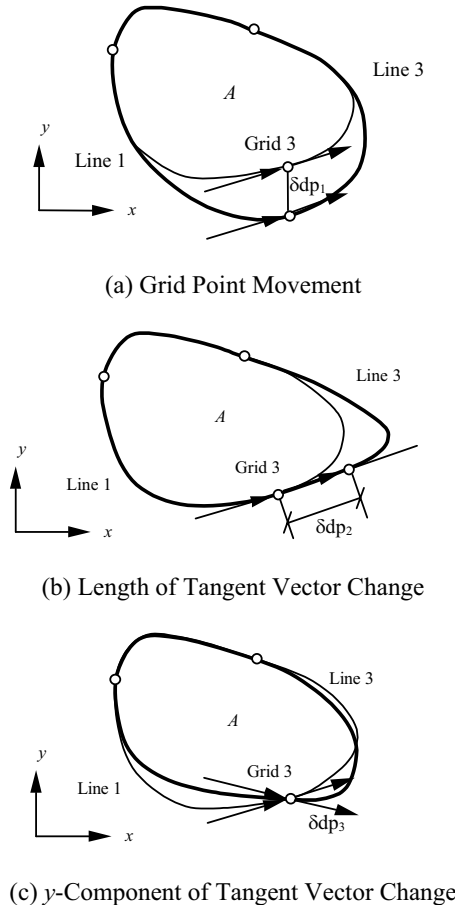 Line 3
A
y
Grid 3
Line 1
δdp₁
x
(a) Grid Point Movement
Line 3
A
y
Grid 3
Line 1
x
δdp₂
(b) Length of Tangent Vector Change
Line 3
A
y
Grid 3
Line 1
δdp₃
x
(c) y-Component of Tangent Vector Change